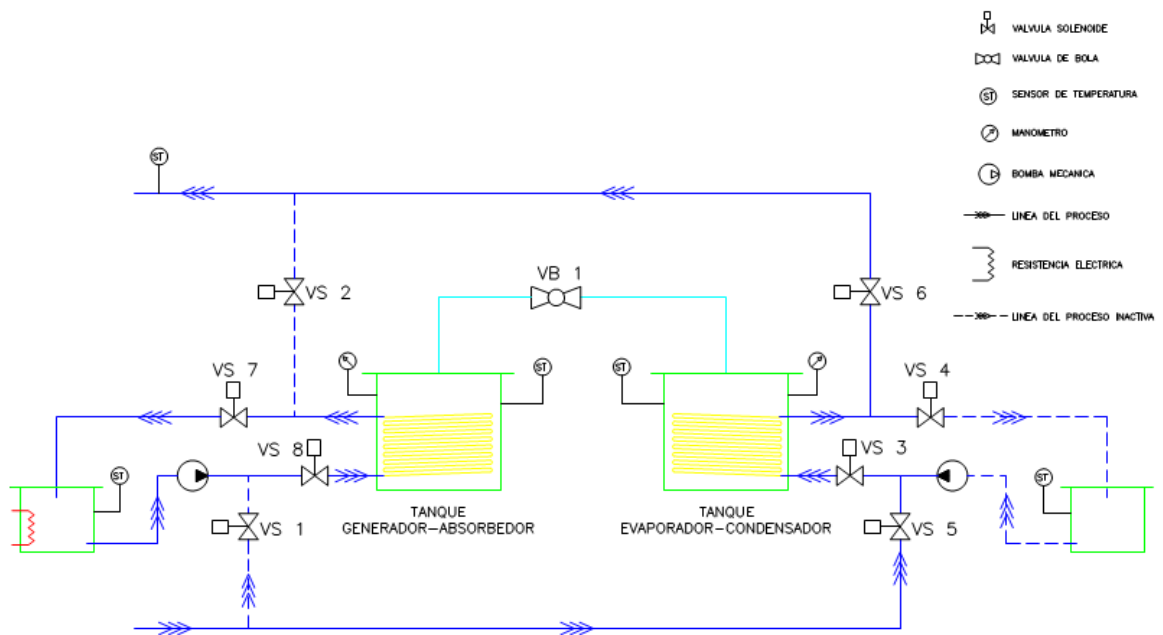 VALVULA SOLENOIDE
VALVULA DE BOLA
ST SENSOR DE TEMPERATURA
MANOMETRO
BOMBA MECANICA
LINEA DEL PROCESO
RESISTENCIA ELECTRICA
LINEA DEL PROCESO INACTIVA
ST
VB 1
VS 2
VS 6
VS 7
ST
ST
VS 4
VS 8
VS 3
ST
ST
TANQUE
GENERADOR-ABSORBEDOR
TANQUE
EVAPORADOR-CONDENSADOR
VS 1
VS 5